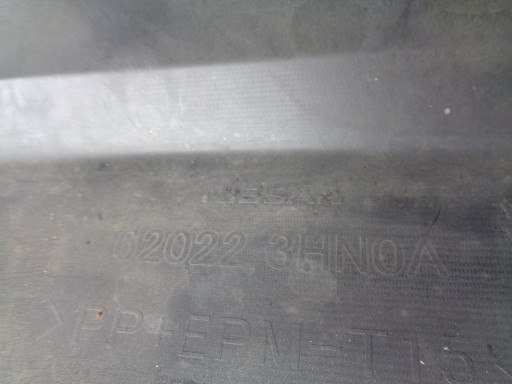 NISSAN
62022 3HN0A
>PP+EPM-T15<